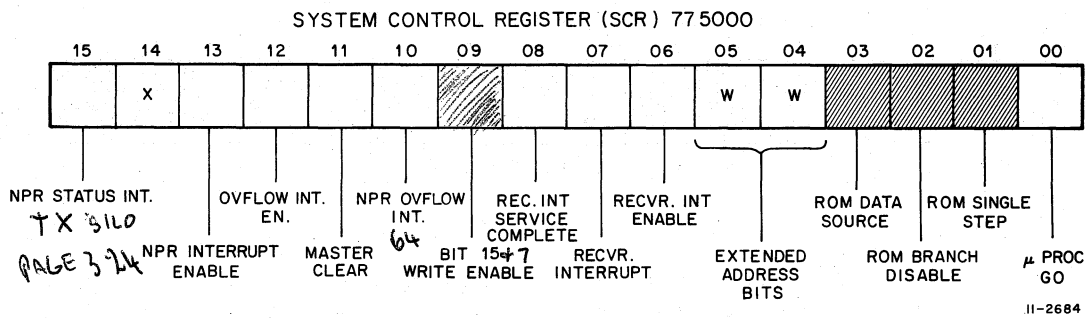 SYSTEM CONTROL REGISTER (SCR) 775000
15 14 13 12 11 10 09 08 07 06 05 04 03 02 01 00
X W W
NPR STATUS INT.
TX SILO
PAGE 3-24
NPR INTERRUPT
ENABLE
OVFLOW INT.
EN.
MASTER
CLEAR
NPR OVFLOW
INT.
64
BIT 15 & 7
WRITE ENABLE
REC. INT
SERVICE
COMPLETE
RECVR.
INTERRUPT
RECVR. INT
ENABLE
EXTENDED
ADDRESS
BITS
ROM DATA
SOURCE
ROM BRANCH
DISABLE
ROM SINGLE
STEP
μ PROC
GO
11-2684